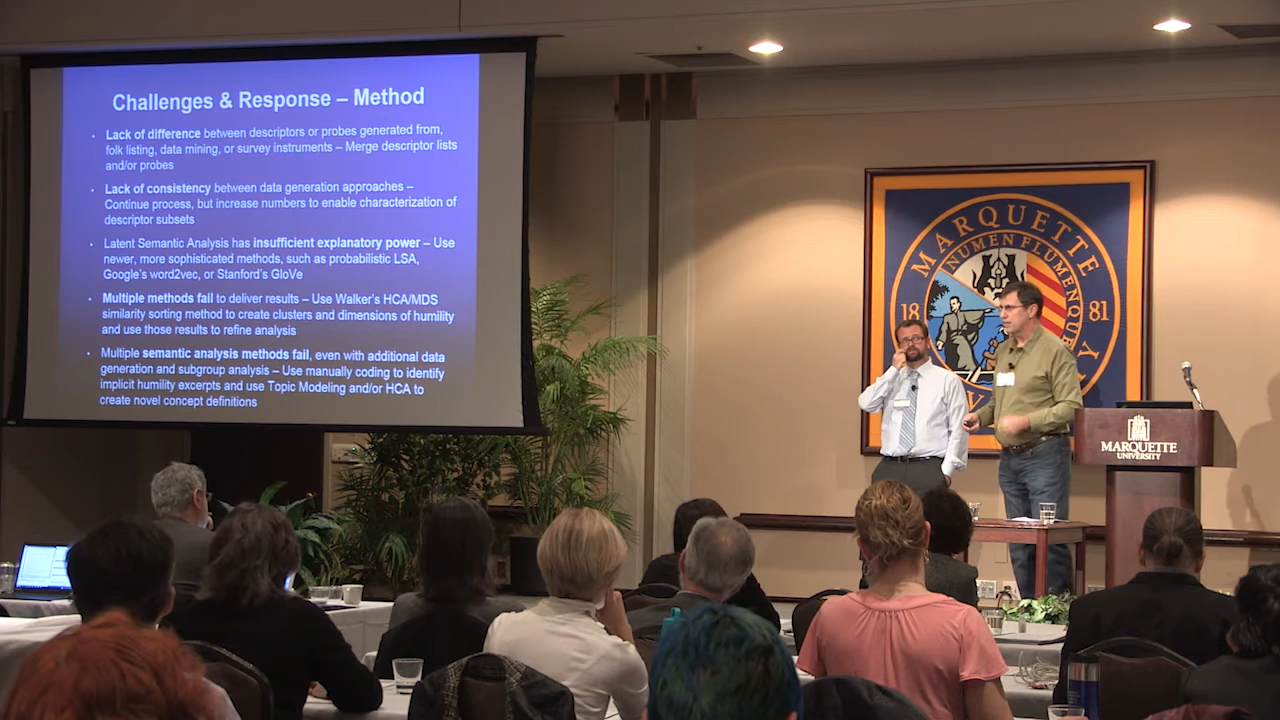 Challenges & Response – Method
• Lack of difference between descriptors or probes generated from,
folk listing, data mining, or survey instruments – Merge descriptor lists
and/or probes
• Lack of consistency between data generation approaches –
Continue process, but increase numbers to enable characterization of
descriptor subsets
• Latent Semantic Analysis has insufficient explanatory power – Use
newer, more sophisticated methods, such as probabilistic LSA,
Google's word2vec, or Stanford's GloVe
• Multiple methods fail to deliver results – Use Walker's HCA/MDS
similarity sorting method to create clusters and dimensions of humility
and use those results to refine analysis
• Multiple semantic analysis methods fail, even with additional data
generation and subgroup analysis – Use manually coding to identify
implicit humility excerpts and use Topic Modeling and/or HCA to
create novel concept definitions
MARQUETTE
NUMEN FLUMENQUE
18 81
MARQUETTE
UNIVERSITY